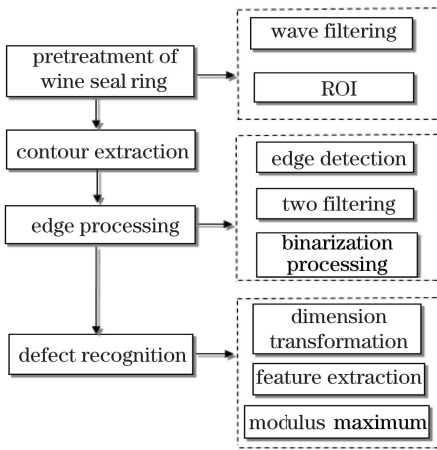 pretreatment of
wine seal ring
wave filtering
ROI
contour extraction
edge processing
edge detection
two filtering
binarization
processing
defect recognition
dimension
transformation
feature extraction
modulus maximum